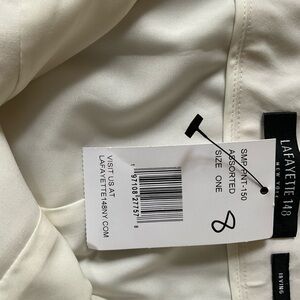 SMP-PNT-150
ASSORTED
SIZE ONE
8
VISIT US AT
LAFAYETTE148NY.COM
LAFAYETTE 148
NEW YORK
IRVING